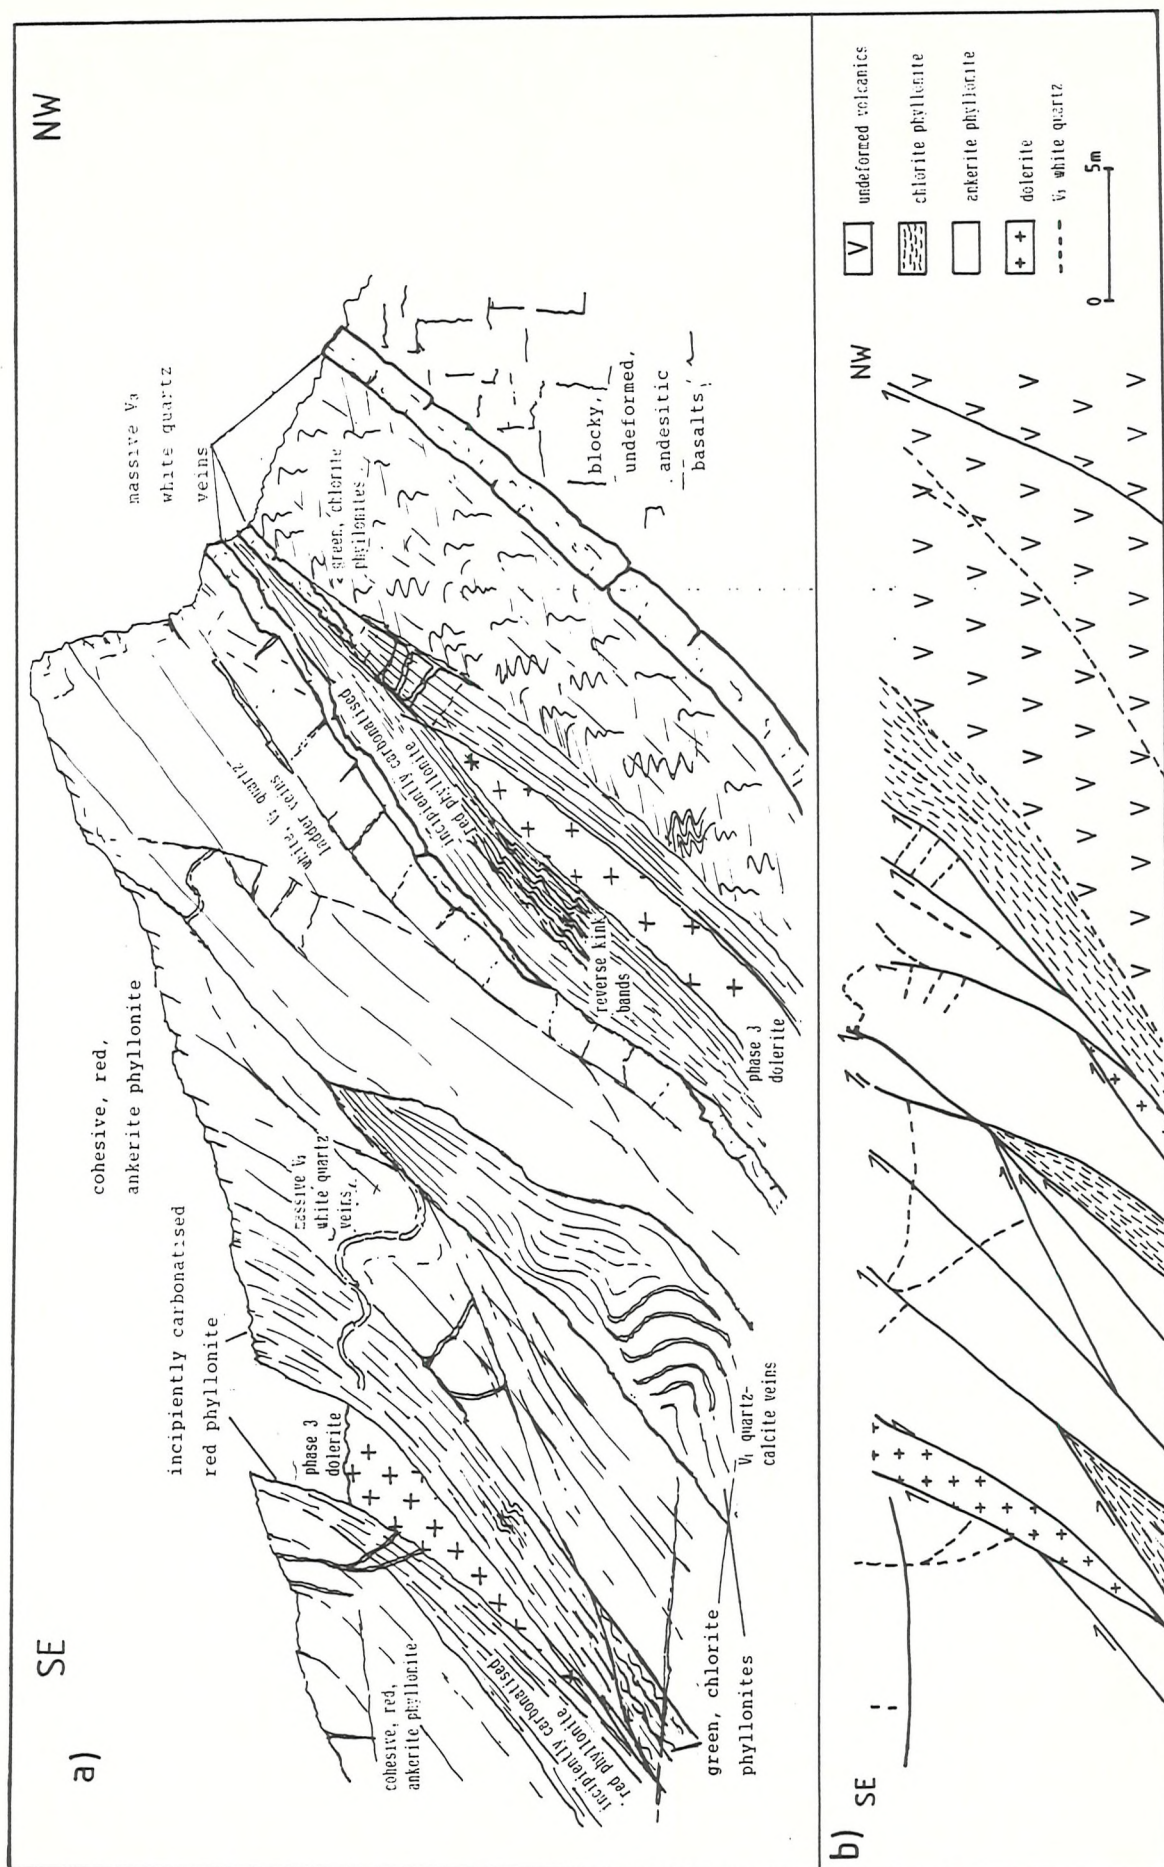 a)
SE
NW
cohesive, red,
ankerite phyllonite
incipiently carbonatised
red phyllonite
massive V3
white quartz
veins
phase 3
dolerite
massive V3
white quartz
veins
white, V3 quartz
ladder veins
incipiently carbonatised
red phyllonite
green, chlorite
phyllonites
cohesive, red,
ankerite phyllonite
incipiently carbonatised
red phyllonite
reverse kink
bands
phase 3
dolerite
blocky,
undeformed,
andesitic
basalts
green, chlorite
phyllonites
V1 quartz-
calcite veins
b)
SE
NW
V undeformed volcanics
chlorite phyllonite
ankerite phyllonite
++ dolerite
white quartz
0 5m